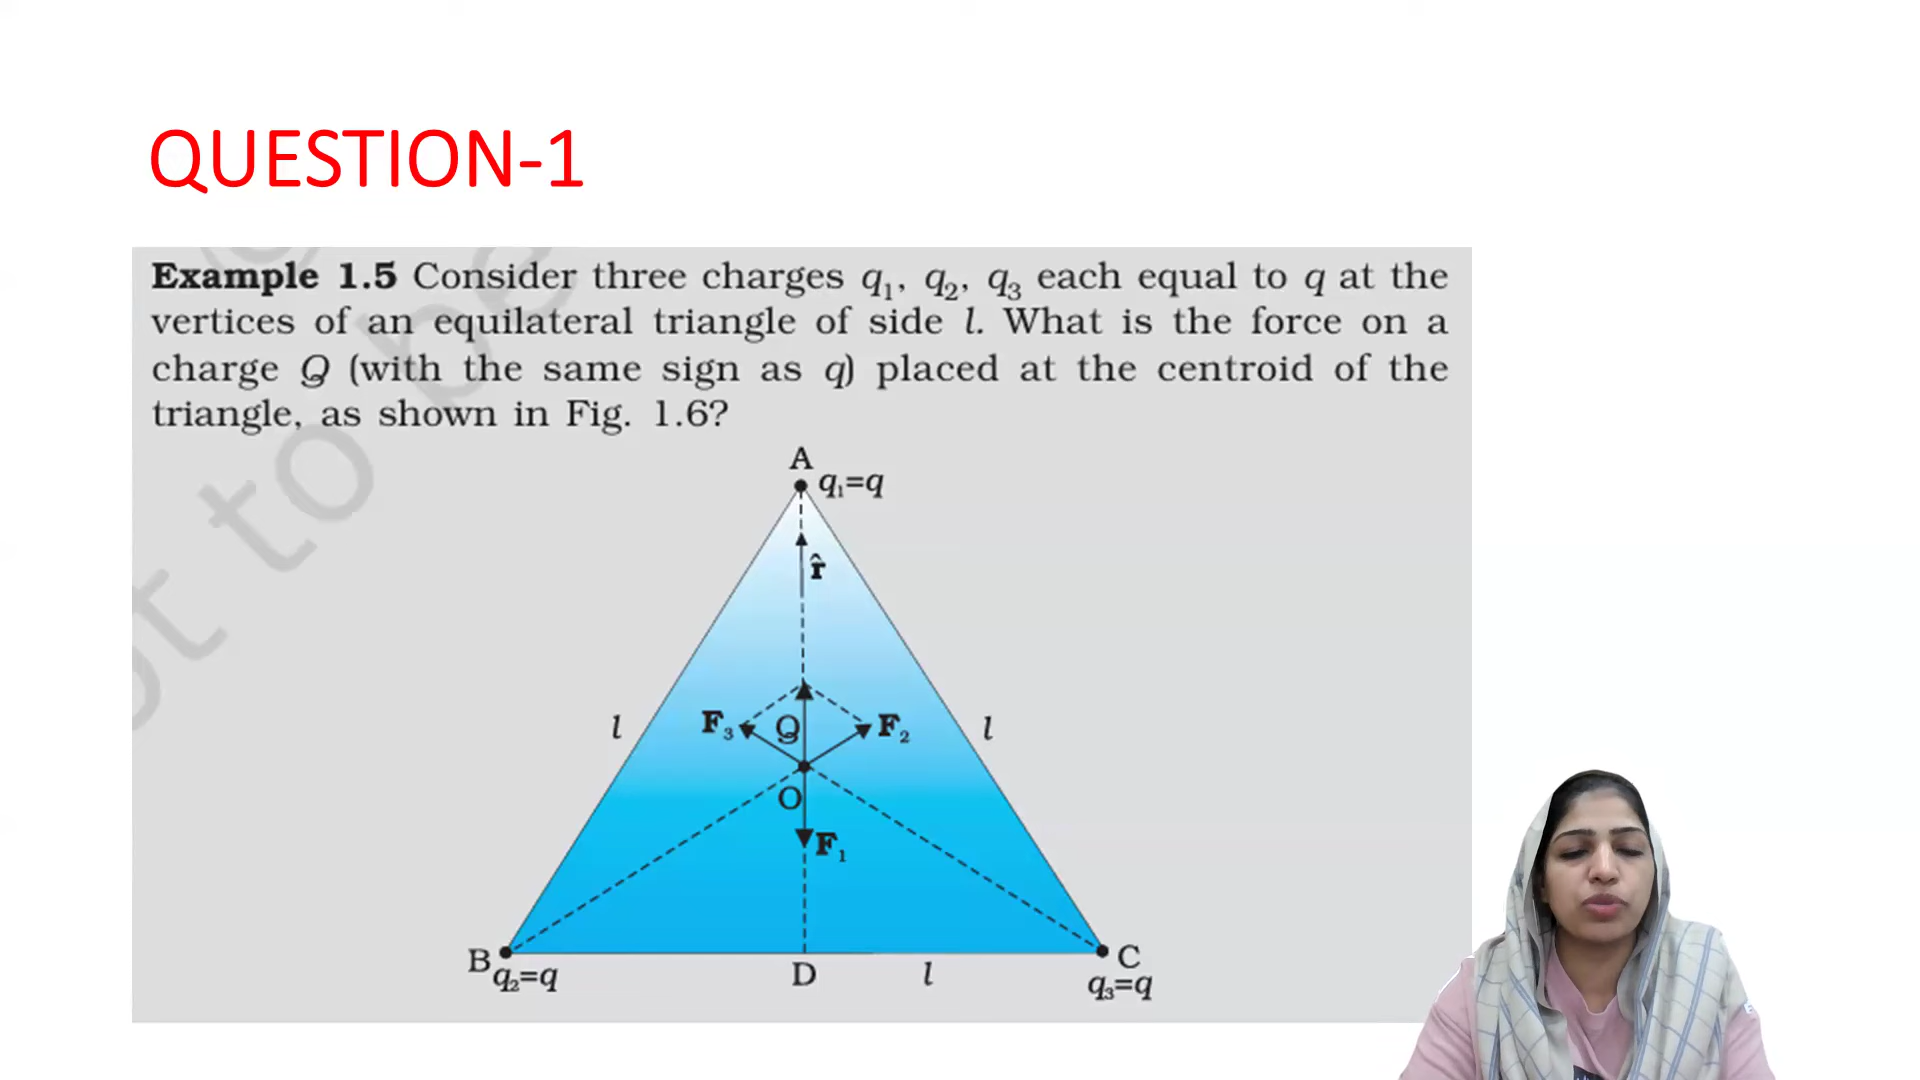 QUESTION-1
Example 1.5 Consider three charges q₁, q₂, q₃ each equal to q at the
vertices of an equilateral triangle of side l. What is the force on a
charge Q (with the same sign as q) placed at the centroid of the
triangle, as shown in Fig. 1.6?
A
q₁=q
r̂
l
F₃
Q
F₂
l
O
F₁
B
q₂=q
D
l
C
q₃=q
to be